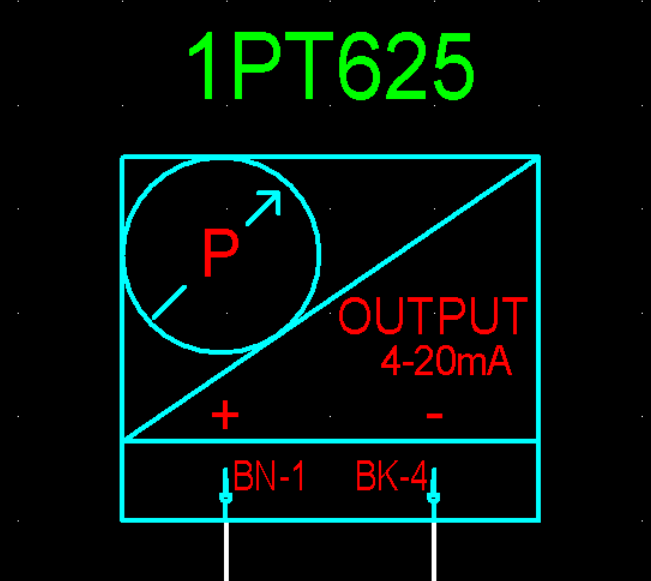 1PT625
P
OUTPUT
4-20mA
+ -
BN-1 BK-4